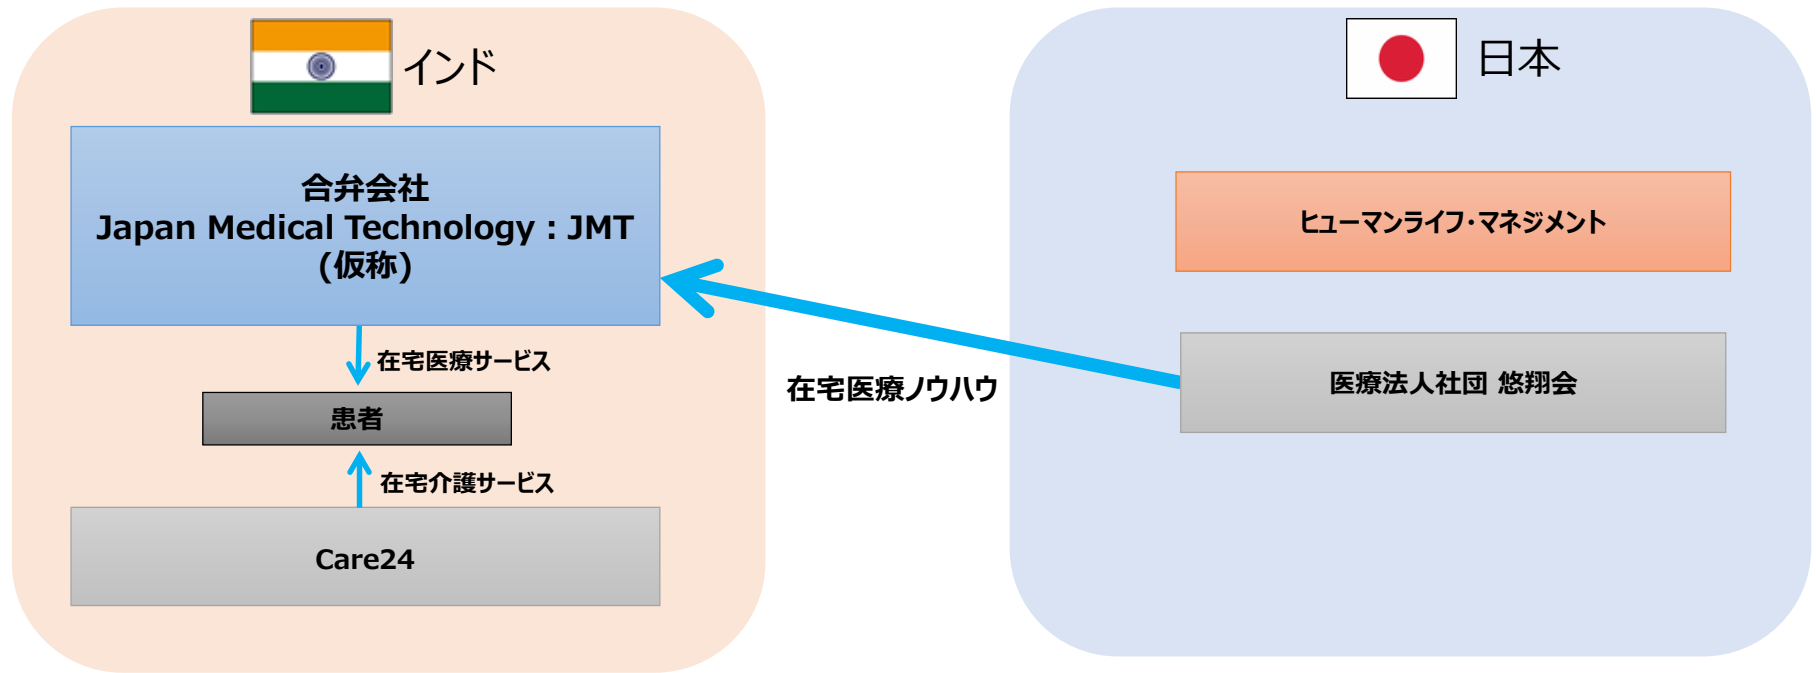 インド
合弁会社
Japan Medical Technology:JMT
(仮称)
在宅医療サービス
患者
在宅介護サービス
Care24
在宅医療ノウハウ
日本
ヒューマンライフ・マネジメント
医療法人社団 悠翔会